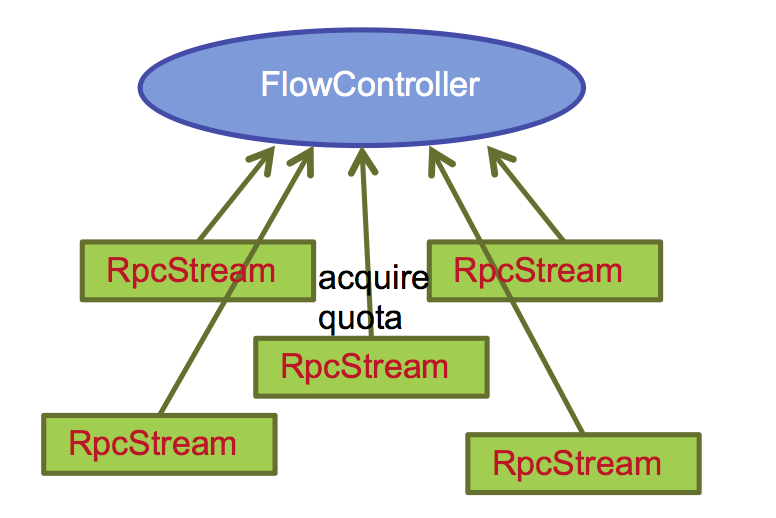 FlowController
RpcStream
RpcStream
acquire
quota
RpcStream
RpcStream
RpcStream